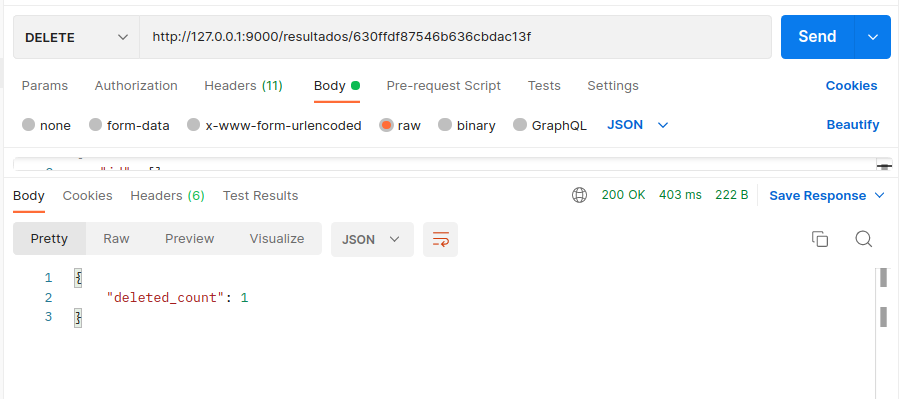 DELETE http://127.0.0.1:9000/resultados/630ffdf87546b636cbdac13f Send
Params Authorization Headers (11) Body Pre-request Script Tests Settings Cookies
none form-data x-www-form-urlencoded raw binary GraphQL JSON Beautify
Body Cookies Headers (6) Test Results 200 OK 403 ms 222 B Save Response
Pretty Raw Preview Visualize JSON
1 {
2 "deleted_count": 1
3 }